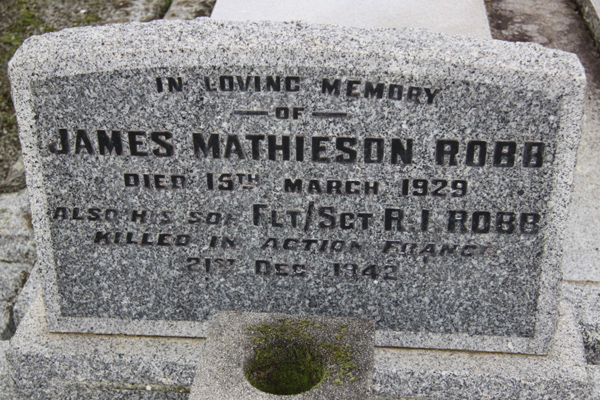 IN LOVING MEMORY
— OF —
JAMES MATHIESON ROBB
DIED 15TH MARCH 1929
ALSO HIS SON FLT/SGT R.I. ROBB
KILLED IN ACTION FRANCE
21ST DEC. 1942